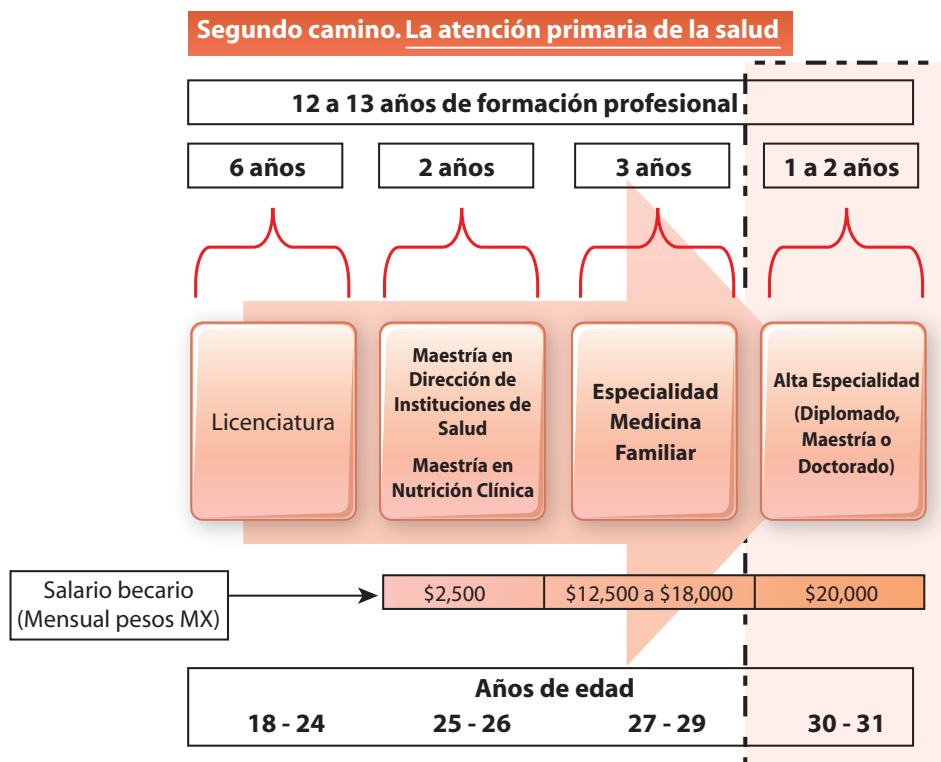 Segundo camino. La atención primaria de la salud
12 a 13 años de formación profesional
6 años
2 años
3 años
1 a 2 años
Licenciatura
Maestría en
Dirección de
Instituciones de
Salud
Maestría en
Nutrición Clínica
Especialidad
Medicina
Familiar
Alta Especialidad
(Diplomado,
Maestría o
Doctorado)
Salario becario
(Mensual pesos MX)
$2,500
$12,500 a $18,000
$20,000
Años de edad
18 - 24
25 - 26
27 - 29
30 - 31